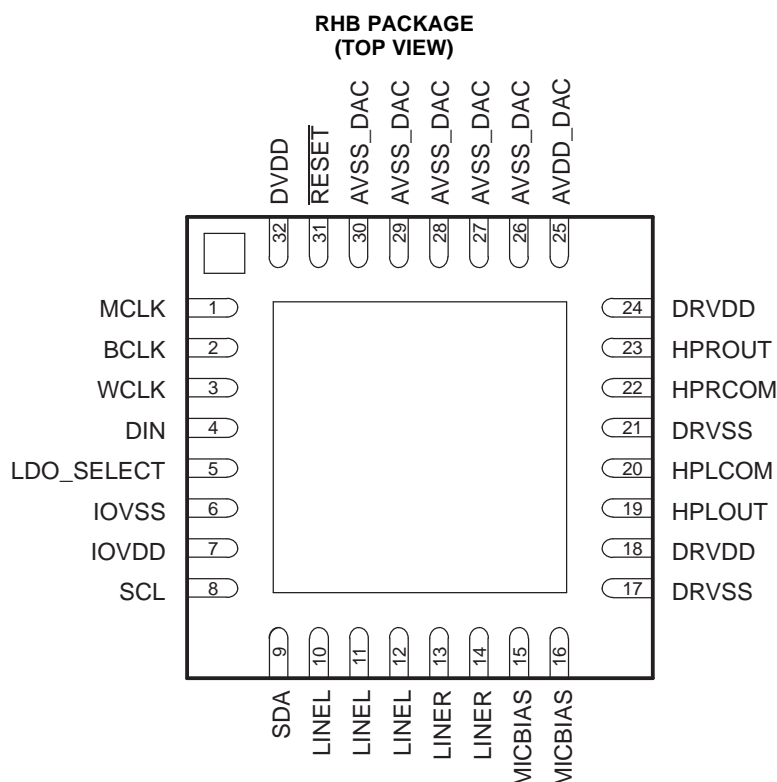 RHB PACKAGE
(TOP VIEW)
DVDD
RESET
AVSS_DAC
AVSS_DAC
AVSS_DAC
AVSS_DAC
AVSS_DAC
AVDD_DAC
32
31
30
29
28
27
26
25
MCLK 1
BCLK 2
WCLK 3
DIN 4
LDO_SELECT 5
IOVSS 6
IOVDD 7
SCL 8
24 DRVDD
23 HPROUT
22 HPRCOM
21 DRVSS
20 HPLCOM
19 HPLOUT
18 DRVDD
17 DRVSS
9
10
11
12
13
14
15
16
SDA
LINEL
LINEL
LINEL
LINER
LINER
MICBIAS
MICBIAS